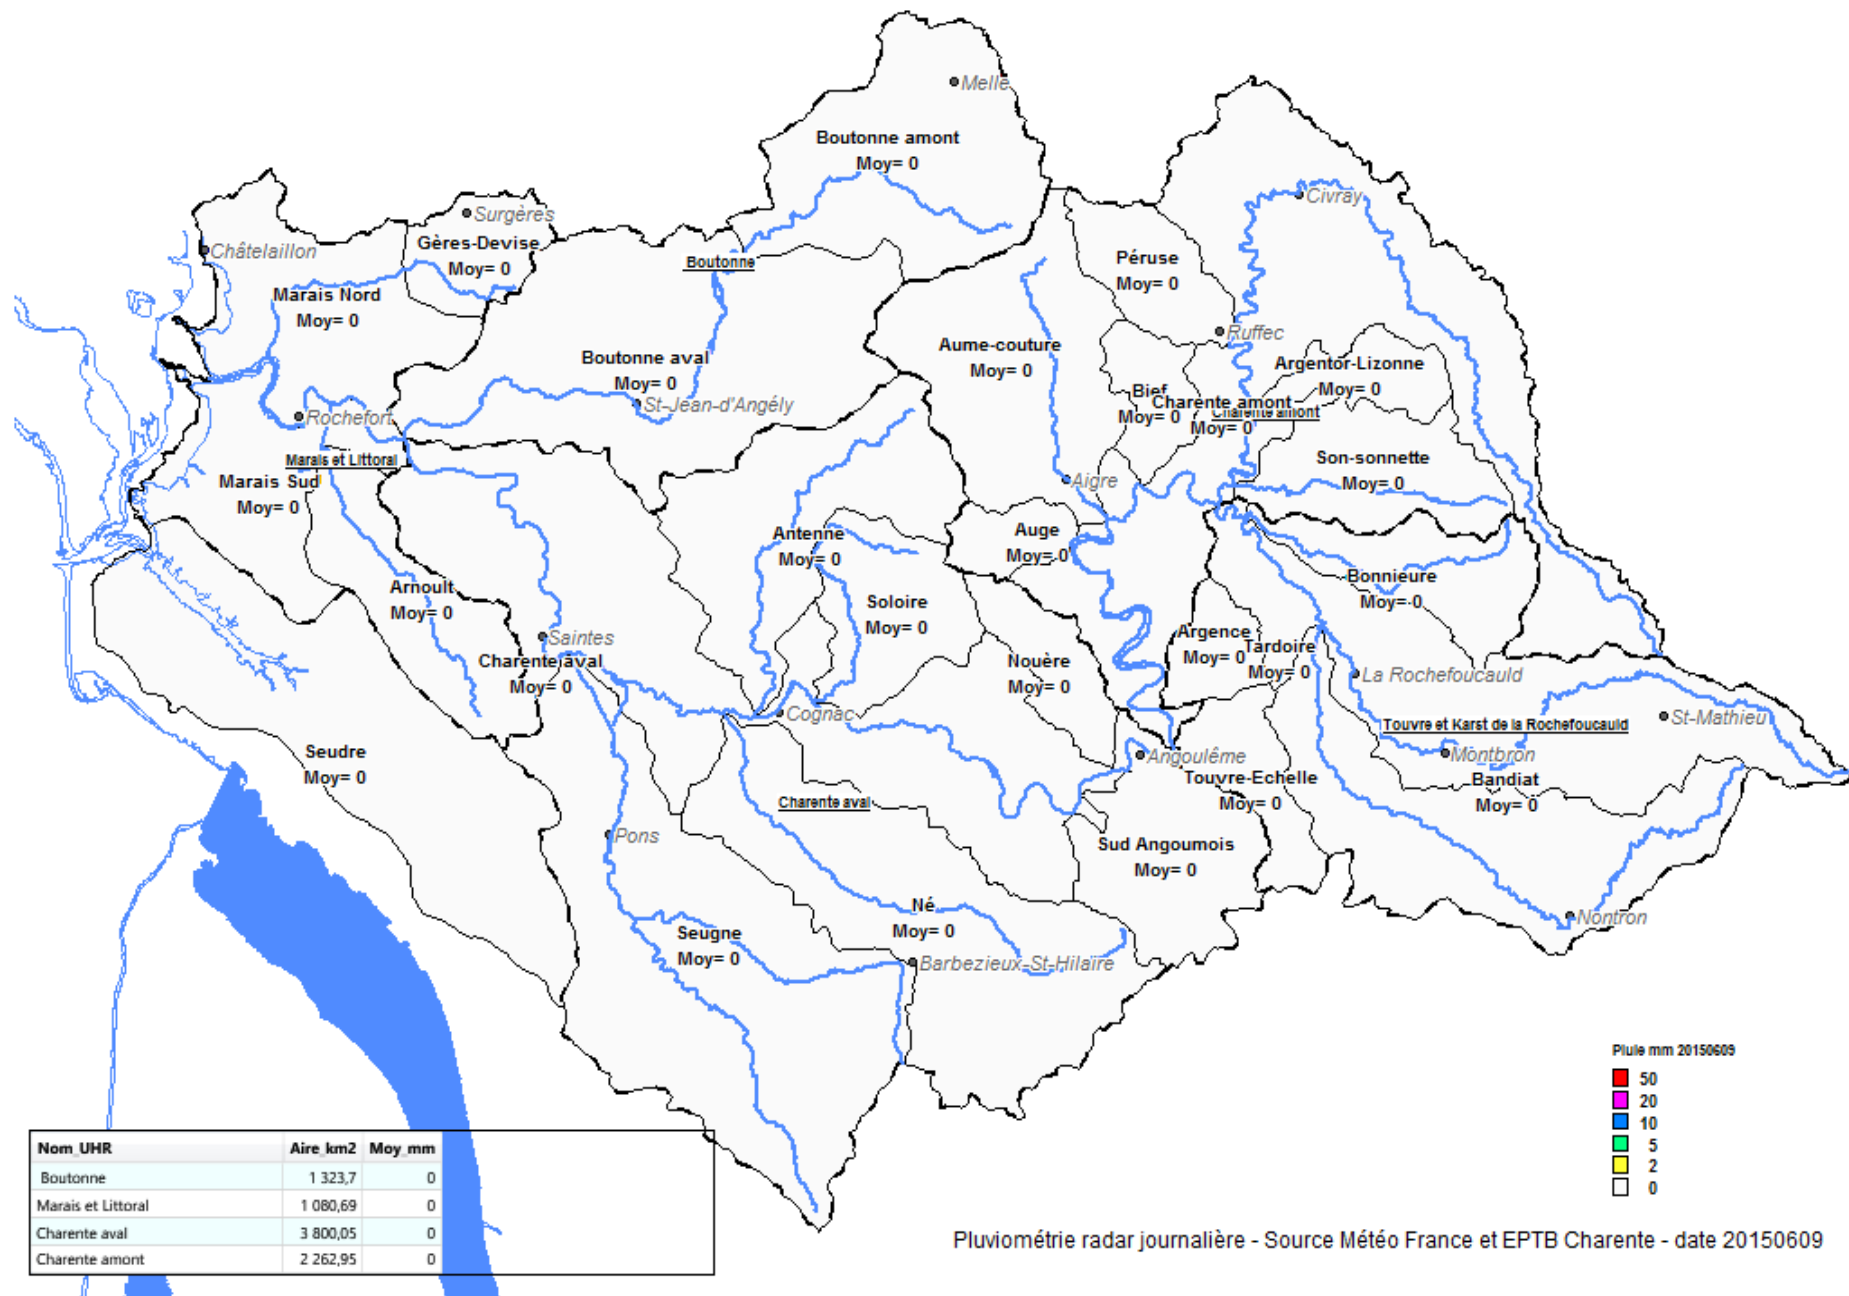 Melle
Boutonne amont
Moy= 0
Civray
Surgères
Gères-Devise
Moy= 0
Châtelaillon
Boutonne
Péruse
Moy= 0
Marais Nord
Moy= 0
Ruffec
Aume-couture
Moy= 0
Boutonne aval
Moy= 0
Argentor-Lizonne
Moy= 0
Bief
Moy= 0
Charente amont
Moy= 0
Charente amont
St-Jean-d'Angély
Rochefort
Marais et Littoral
Marais Sud
Moy= 0
Son-sonnette
Moy= 0
Aigre
Antenne
Moy= 0
Auge
Moy= 0
Arnoult
Moy= 0
Bonnieure
Moy= 0
Soloire
Moy= 0
Saintes
Charente aval
Moy= 0
Argence
Moy= 0
Tardoire
Moy= 0
Nouère
Moy= 0
La Rochefoucauld
Cognac
Touvre et Karst de la Rochefoucauld
St-Mathieu
Seudre
Moy= 0
Angoulême
Montbron
Touvre-Echelle
Moy= 0
Bandiat
Moy= 0
Charente aval
Pons
Sud Angoumois
Moy= 0
Né
Moy= 0
Nontron
Seugne
Moy= 0
Barbezieux-St-Hilaire
Pluie mm 20150609
50
20
10
5
2
0
Nom_UHR Aire_km2 Moy_mm
Boutonne 1 323,7 0
Marais et Littoral 1 080,69 0
Charente aval 3 800,05 0
Charente amont 2 262,95 0
Pluviométrie radar journalière - Source Météo France et EPTB Charente - date 20150609